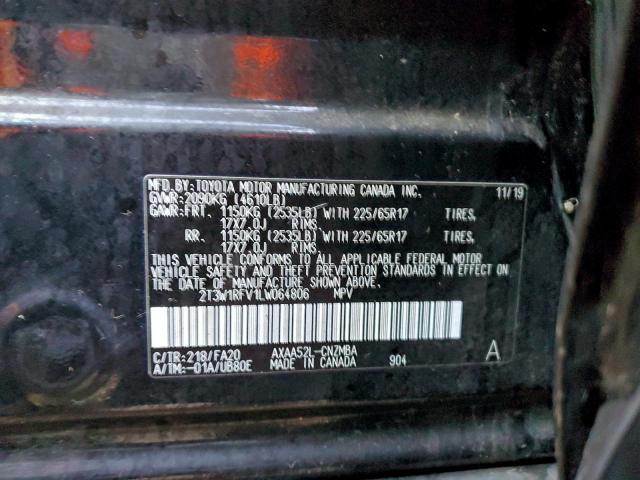 MFD.BY:TOYOTA MOTOR MANUFACTURING CANADA INC. 11/19
GVWR:2090KG (4610LB)
GAWR:FRT. 1150KG (2535LB) WITH 225/65R17 TIRES,
17X7.0J RIMS.
RR. 1150KG (2535LB) WITH 225/65R17 TIRES,
17X7.0J RIMS.
THIS VEHICLE CONFORMS TO ALL APPLICABLE FEDERAL MOTOR
VEHICLE SAFETY AND THEFT PREVENTION STANDARDS IN EFFECT ON
THE DATE OF MANUFACTURE SHOWN ABOVE.
2T3W1RFV1LW064806 MPV
C/TR:218/FA20 AXAA52L-CNZMBA A
A/TM:-01A/UB80E MADE IN CANADA 904